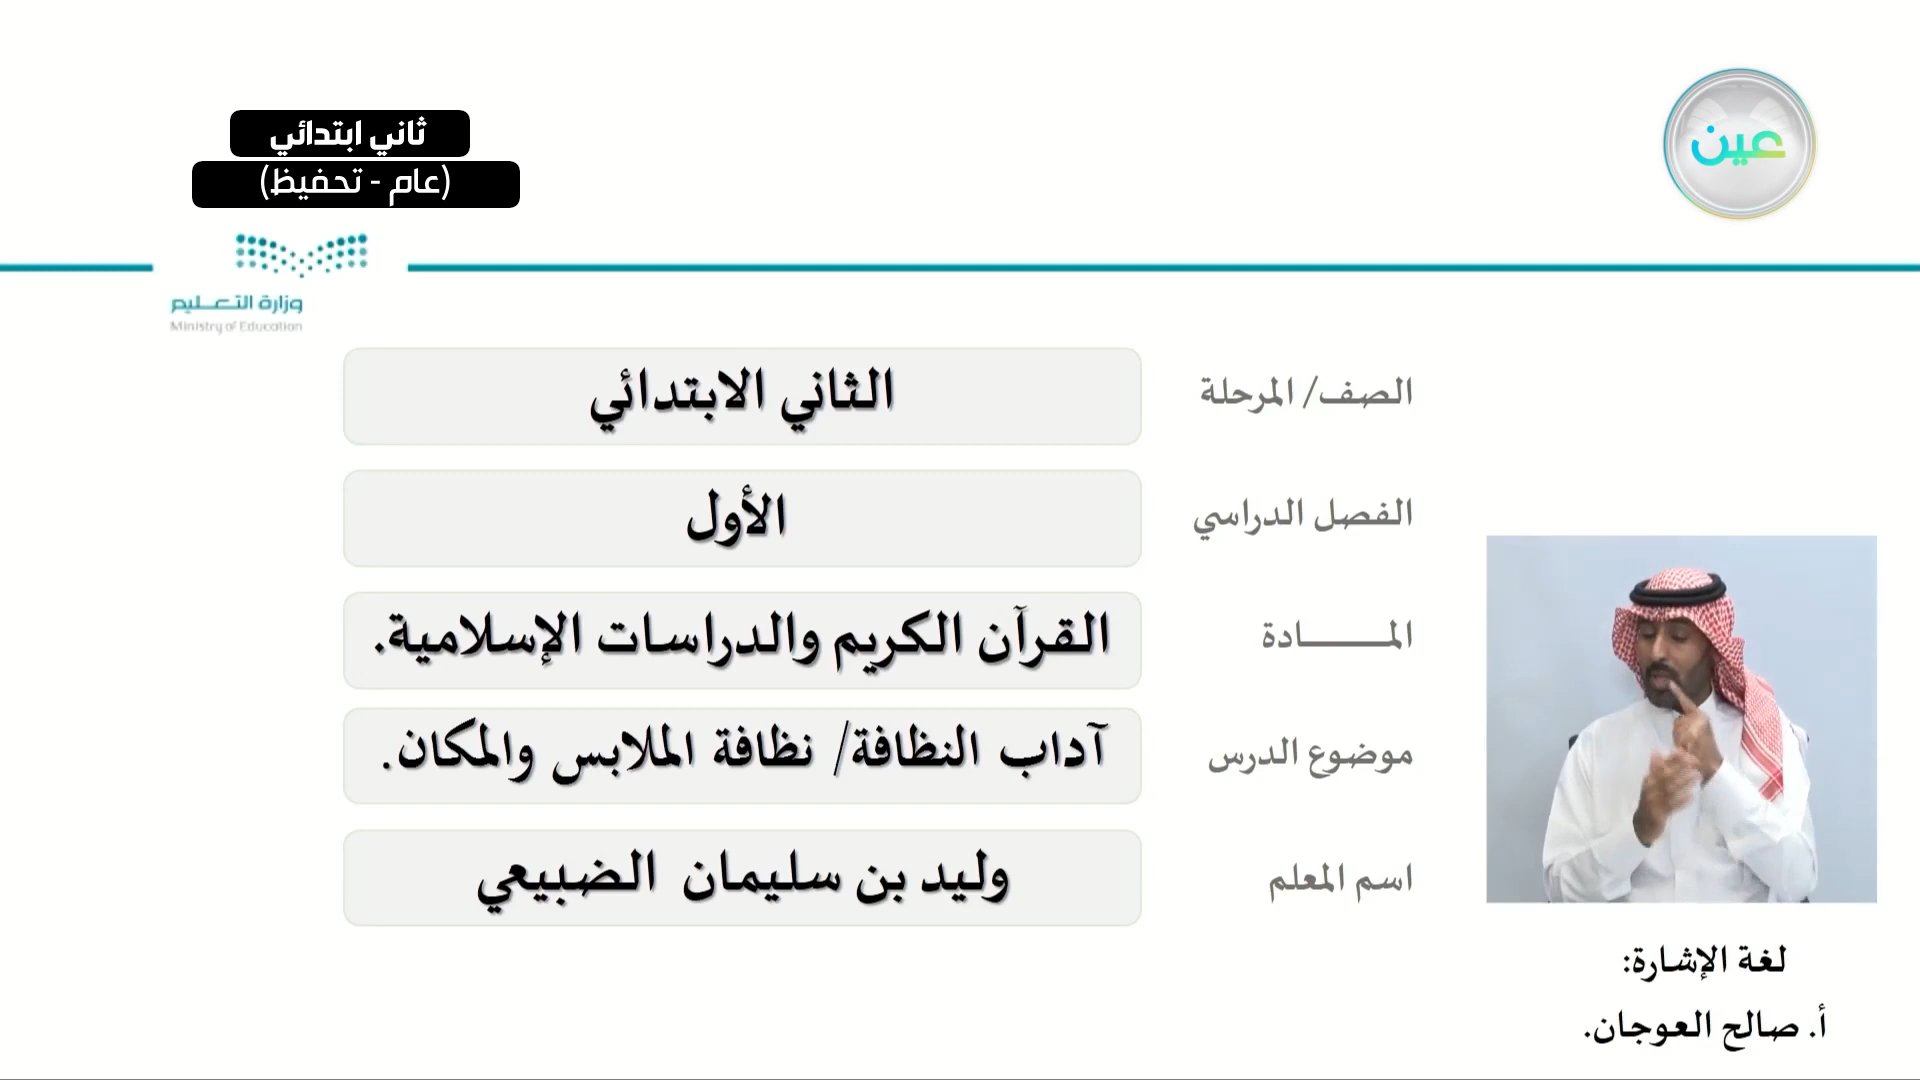 عين
ثاني ابتدائي
(عام - تحفيظ)
وزارة التعليم
Ministry of Education
الصف/ المرحلة
الثاني الابتدائي
الفصل الدراسي
الأول
المـــــــادة
القرآن الكريم والدراسات الإسلامية.
موضوع الدرس
آداب النظافة/ نظافة الملابس والمكان.
اسم المعلم
وليد بن سليمان الضبيعي
لغة الإشارة:
أ. صالح العوجان.